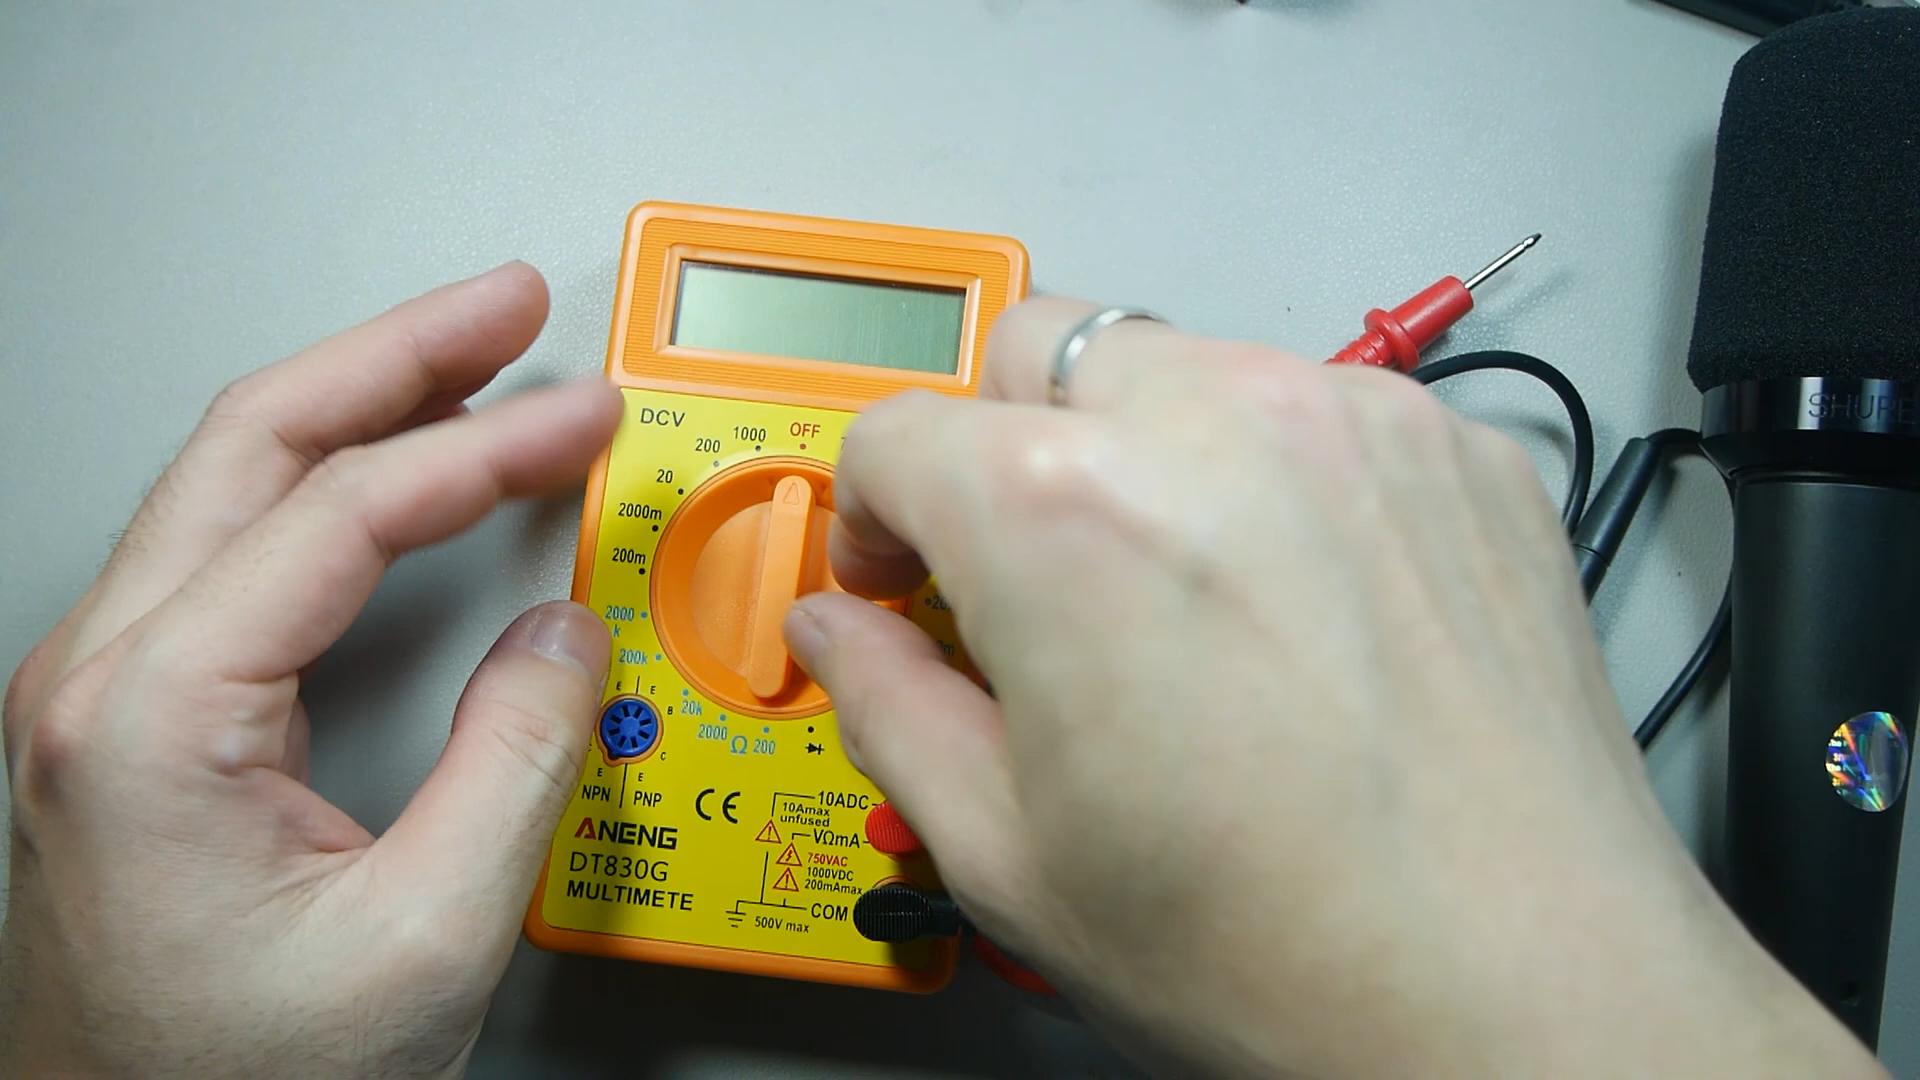 DCV
1000
OFF
200
20
2000m
200m
2000
k
200k
20k
2000
Ω
200
E
E
B
C
E
E
NPN
PNP
CE
10ADC
10Amax
unfused
VΩmA
750VAC
1000VDC
200mAmax
COM
500V max
ANENG
DT830G
MULTIMETE
SHURE